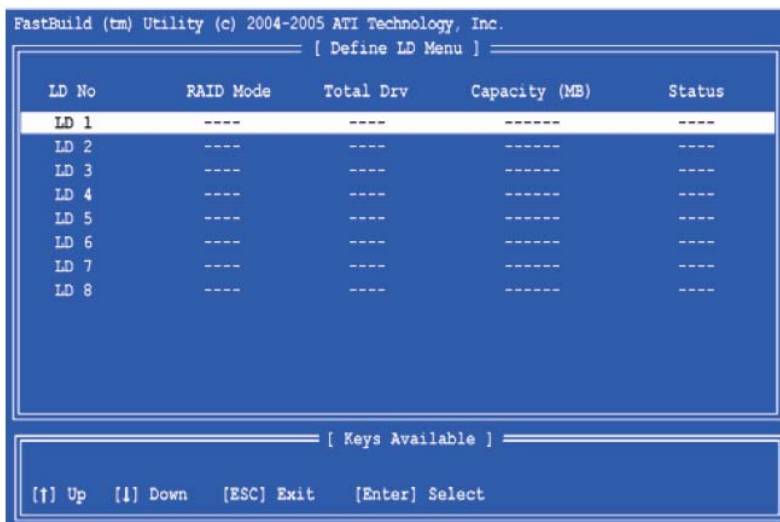 FastBuild (tm) Utility (c) 2004-2005 ATI Technology, Inc.
[ Define LD Menu ]
LD No RAID Mode Total Drv Capacity (MB) Status
LD 1 ---- ---- ------ ----
LD 2 ---- ---- ------ ----
LD 3 ---- ---- ------ ----
LD 4 ---- ---- ------ ----
LD 5 ---- ---- ------ ----
LD 6 ---- ---- ------ ----
LD 7 ---- ---- ------ ----
LD 8 ---- ---- ------ ----
[ Keys Available ]
[↑] Up [↓] Down [ESC] Exit [Enter] Select